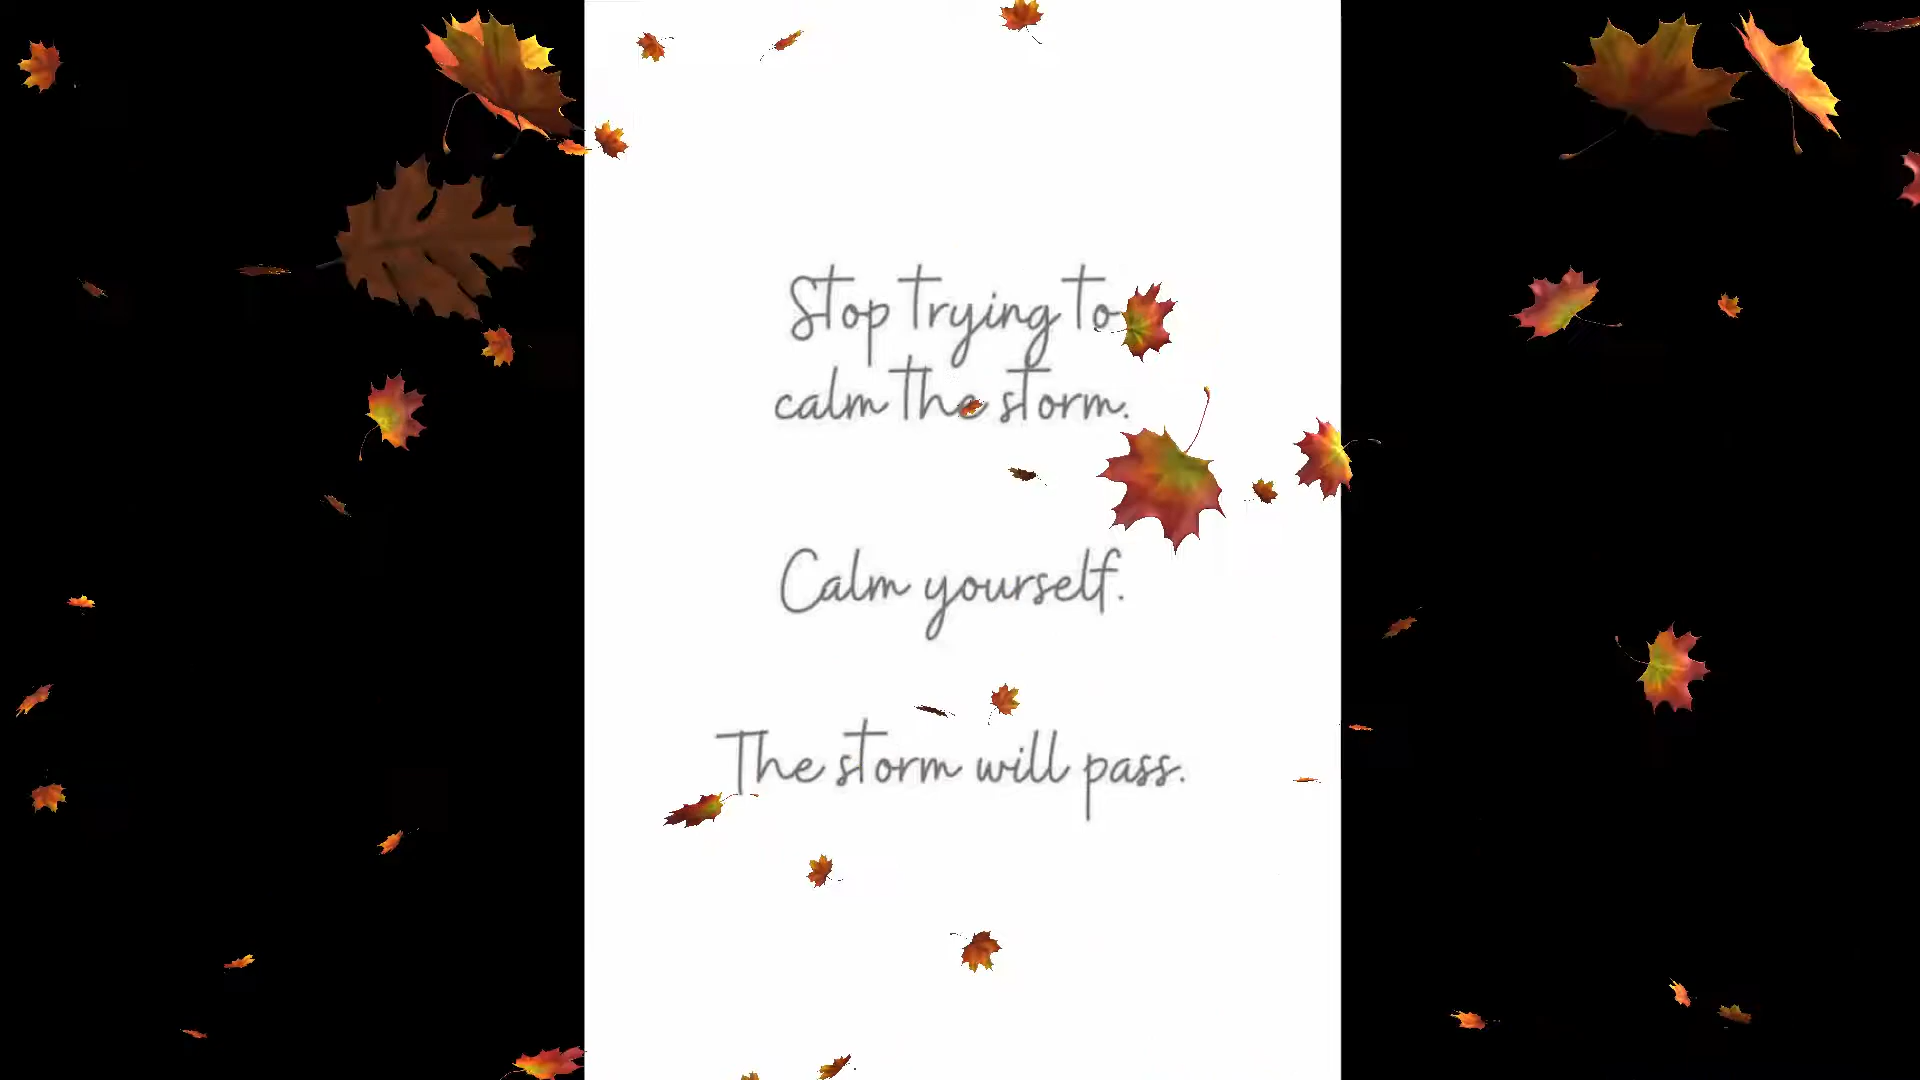 Stop trying to
calm the storm.
Calm yourself.
The storm will pass.